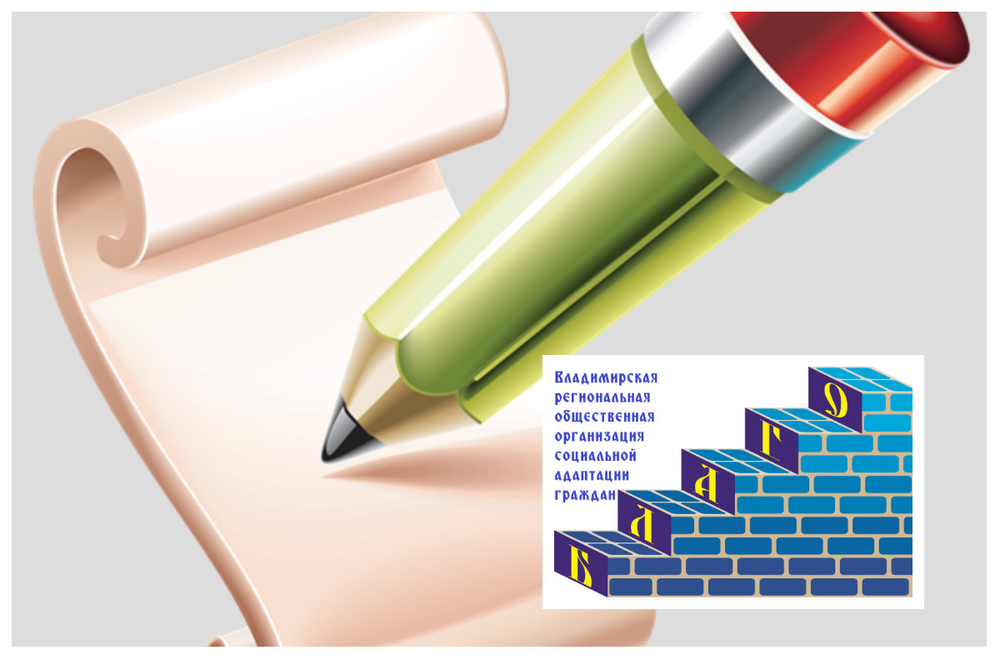 Владимирская
региональная
общественная
организация
социальной
адаптации
граждан
БЛАГО